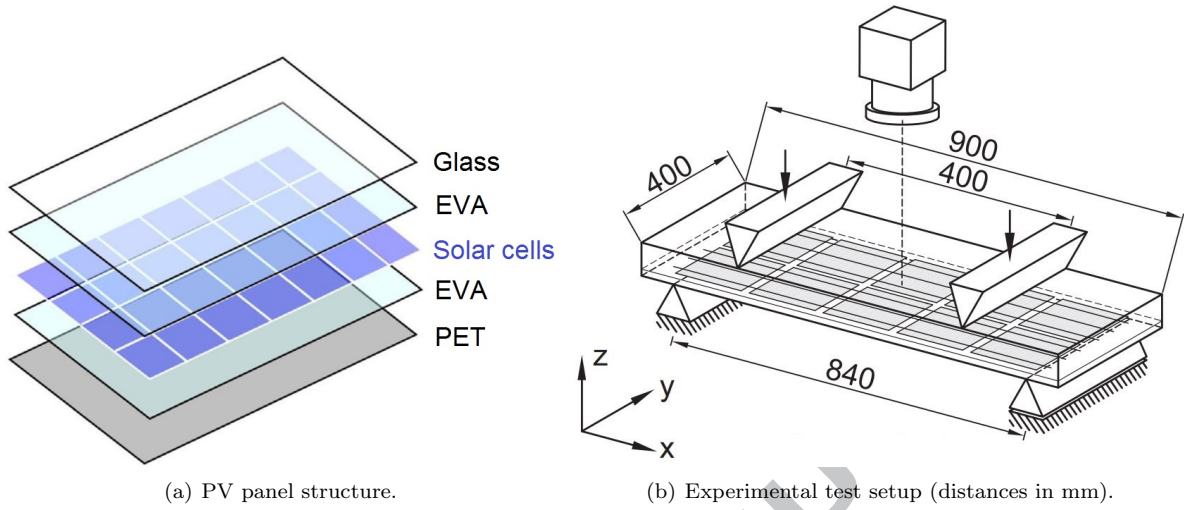 Glass
EVA
Solar cells
EVA
PET
900
400
400
840
z
y
x
(a) PV panel structure.
(b) Experimental test setup (distances in mm).